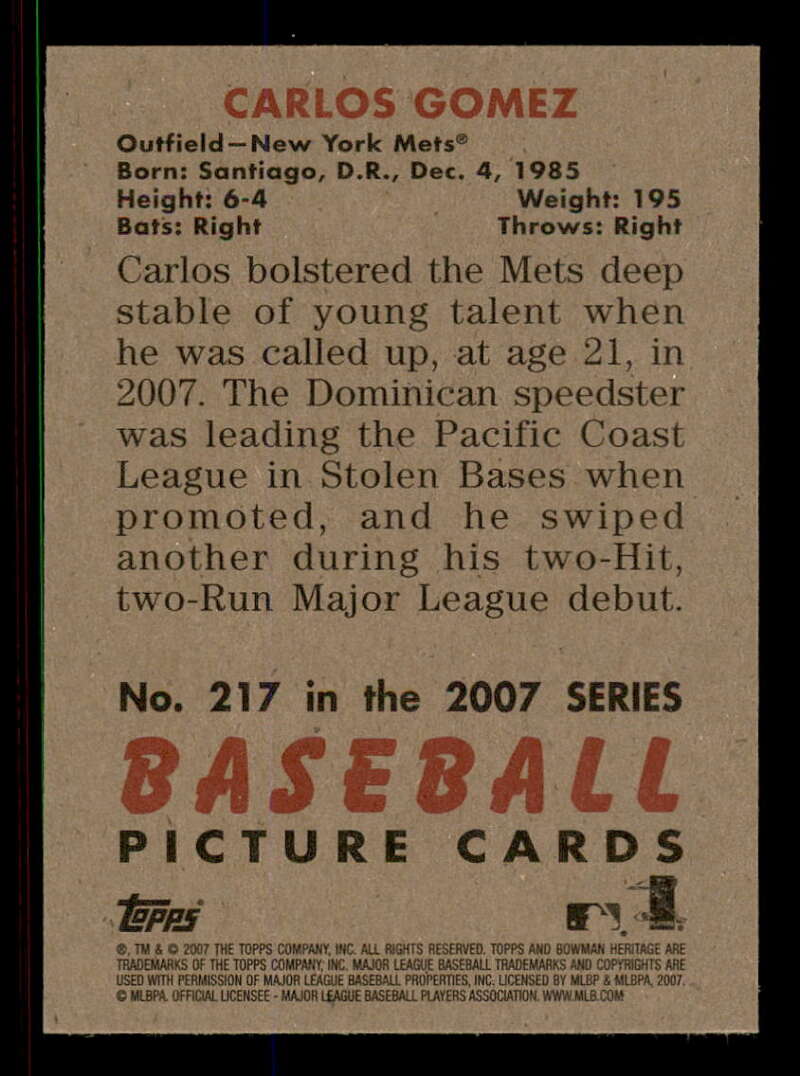 CARLOS GOMEZ
Outfield—New York Mets®
Born: Santiago, D.R., Dec. 4, 1985
Height: 6-4 Weight: 195
Bats: Right Throws: Right
Carlos bolstered the Mets deep
stable of young talent when
he was called up, at age 21, in
2007. The Dominican speedster
was leading the Pacific Coast
League in Stolen Bases when
promoted, and he swiped
another during his two-Hit,
two-Run Major League debut.
No. 217 in the 2007 SERIES
BASEBALL
PICTURE CARDS
Topps
®, TM & © 2007 THE TOPPS COMPANY, INC. ALL RIGHTS RESERVED. TOPPS AND BOWMAN HERITAGE ARE
TRADEMARKS OF THE TOPPS COMPANY, INC. MAJOR LEAGUE BASEBALL TRADEMARKS AND COPYRIGHTS ARE
USED WITH PERMISSION OF MAJOR LEAGUE BASEBALL PROPERTIES, INC. LICENSED BY MLBP & MLBPA, 2007.
© MLBPA. OFFICIAL LICENSEE - MAJOR LEAGUE BASEBALL PLAYERS ASSOCIATION. WWW.MLB.COM